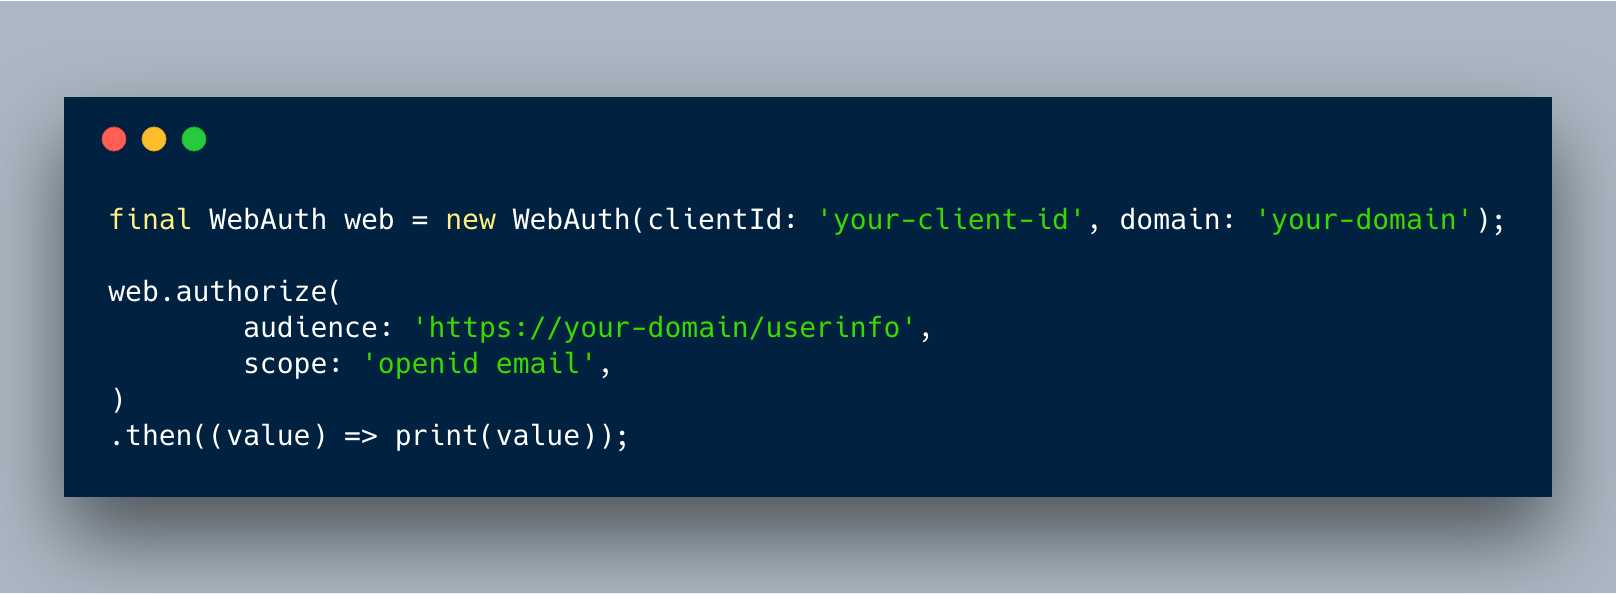 final WebAuth web = new WebAuth(clientId: 'your-client-id', domain: 'your-domain');
web.authorize(
audience: 'https://your-domain/userinfo',
scope: 'openid email',
)
.then((value) => print(value));